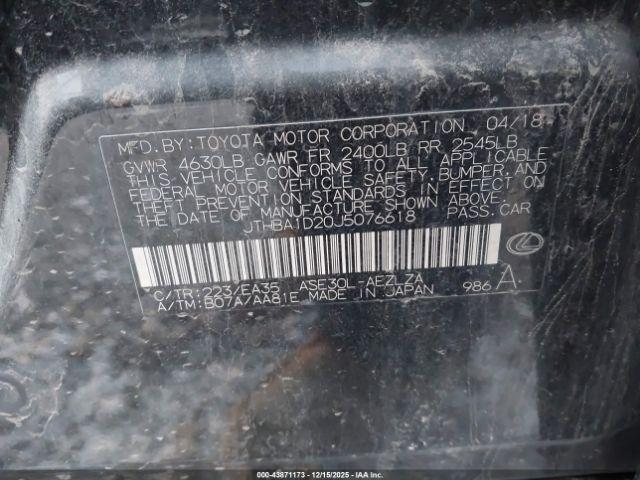 MFD.BY:TOYOTA MOTOR CORPORATION 04/18
GVWR 4630LB GAWR FR 2400LB RR 2545LB
THIS VEHICLE CONFORMS TO ALL APPLICABLE
FEDERAL MOTOR VEHICLE SAFETY,BUMPER,AND
THEFT PREVENTION STANDARDS IN EFFECT ON
THE DATE OF MANUFACTURE SHOWN ABOVE.
JTHBA1D20J5076618 PASS.CAR
C/TR:223/EA35 ASE30L-AEZLZA
A/TM:B07A/AA81E MADE IN JAPAN 986 A.
000-43871173 - 12/15/2025 - IAA Inc.